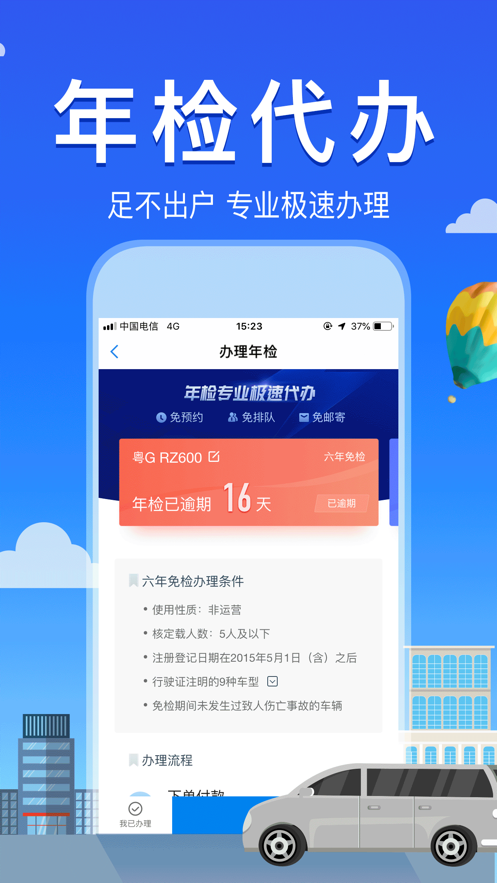 年检代办
足不出户 专业极速办理
中国电信 4G 15:23 37%
办理年检
年检专业极速代办
免预约 免排队 免邮寄
粤G RZ600 六年免检
年检已逾期 16 天 已逾期
六年免检办理条件
• 使用性质：非运营
• 核定载人数：5人及以下
• 注册登记日期在2015年5月1日（含）之后
• 行驶证注明的9种车型
• 免检期间未发生过致人伤亡事故的车辆
办理流程
下单付款
我已办理